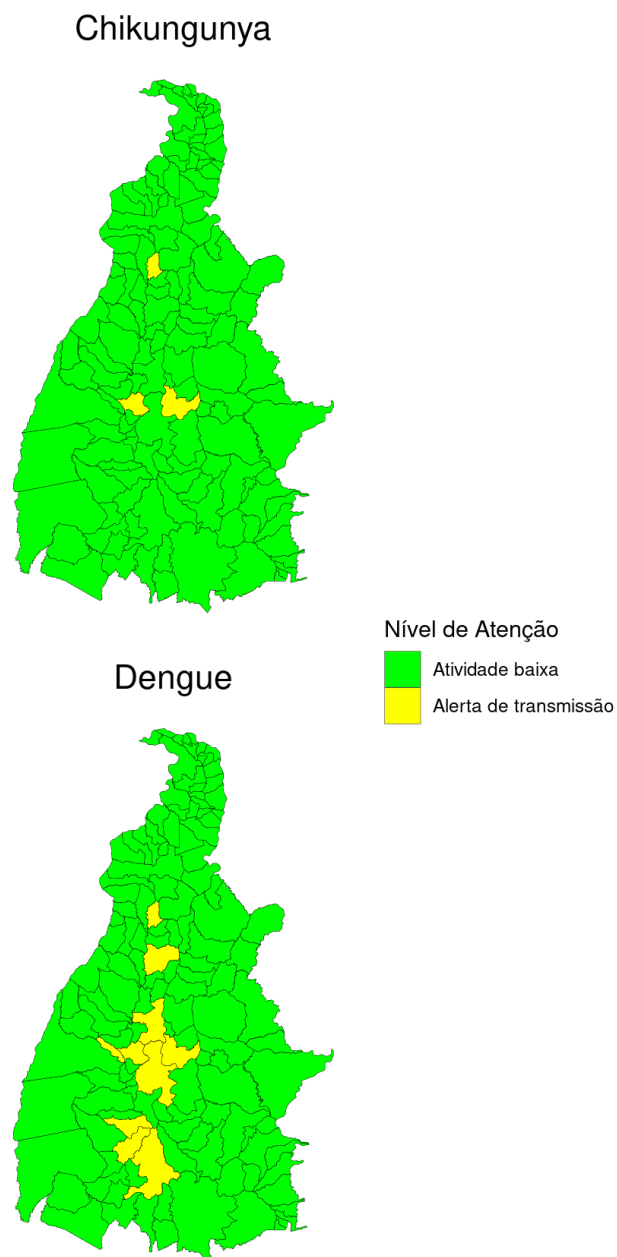 Chikungunya
Nível de Atenção
Atividade baixa
Alerta de transmissão
Dengue